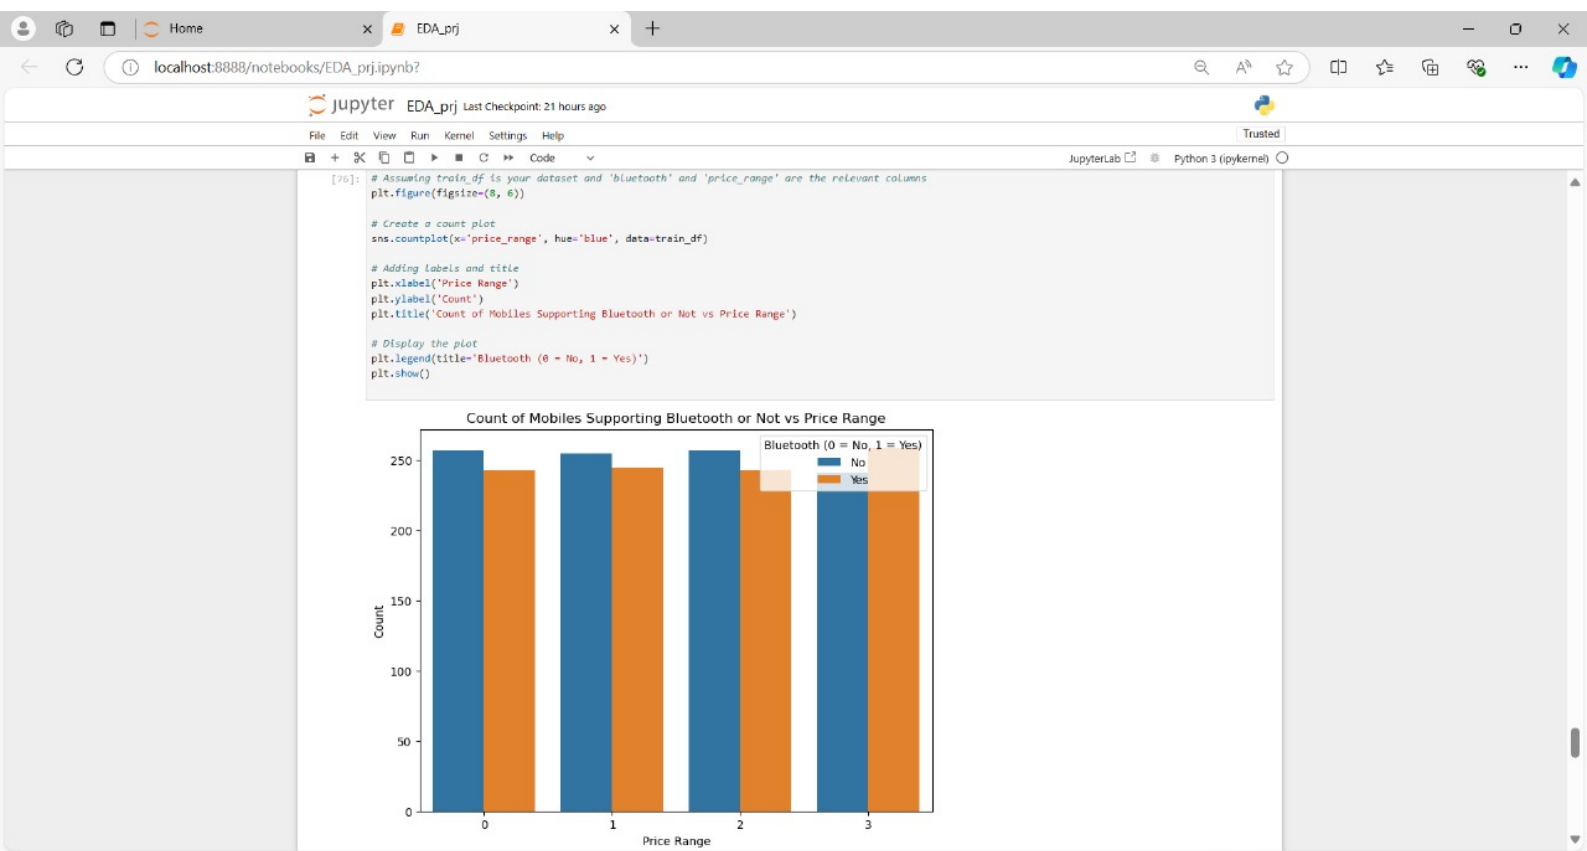 Home
EDA_prj
localhost:8888/notebooks/EDA_prj.ipynb?
jupyter EDA_prj Last Checkpoint: 21 hours ago
File Edit View Run Kernel Settings Help
Trusted
Code
JupyterLab
Python 3 (ipykernel)
[76]:
# Assuming train_df is your dataset and 'bluetooth' and 'price_range' are the relevant columns
plt.figure(figsize=(8, 6))
# Create a count plot
sns.countplot(x='price_range', hue='blue', data=train_df)
# Adding labels and title
plt.xlabel('Price Range')
plt.ylabel('Count')
plt.title('Count of Mobiles Supporting Bluetooth or Not vs Price Range')
# Display the plot
plt.legend(title='Bluetooth (0 = No, 1 = Yes)')
plt.show()
Count of Mobiles Supporting Bluetooth or Not vs Price Range
Bluetooth (0 = No, 1 = Yes)
No
Yes
250
200
150
100
50
0
Count
0 1 2 3
Price Range